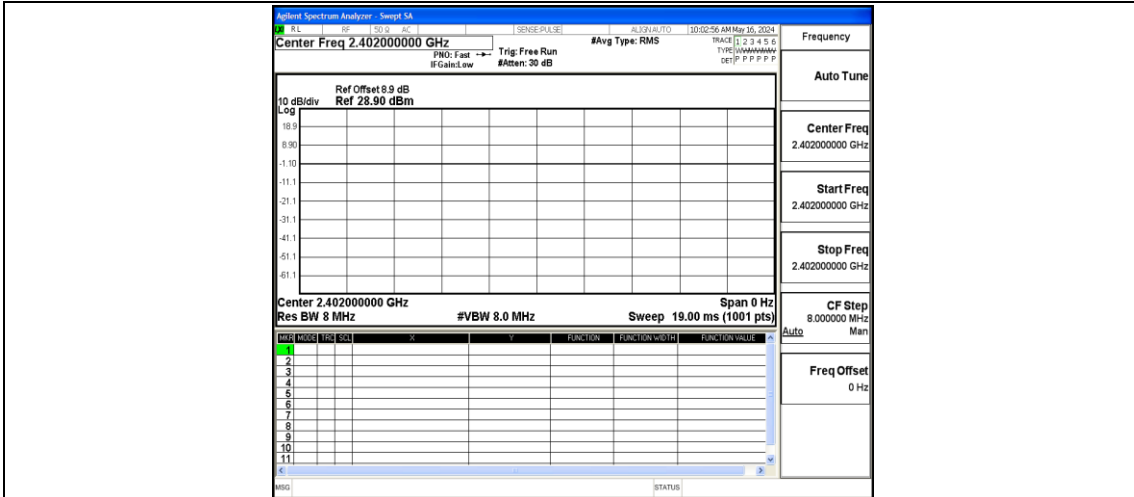 Agilent Spectrum Analyzer - Swept SA
RL RF 50 Ω AC SENSE:PULSE ALIGNAUTO 10:02:56 AM May 16, 2024
Center Freq 2.402000000 GHz #Avg Type: RMS TRACE 1 2 3 4 5 6
PNO: Fast Trig: Free Run TYPE
IFGain:Low #Atten: 30 dB DET P P P P P P
Ref Offset 8.9 dB
10 dB/div Ref 28.90 dBm
Log
18.9
8.90
-1.10
-11.1
-21.1
-31.1
-41.1
-51.1
-61.1
Center 2.402000000 GHz Span 0 Hz
Res BW 8 MHz #VBW 8.0 MHz Sweep 19.00 ms (1001 pts)
MKR MODE TRC SCL X Y FUNCTION FUNCTION WIDTH FUNCTION VALUE
1
2
3
4
5
6
7
8
9
10
11
MSG STATUS
Frequency
Auto Tune
Center Freq
2.402000000 GHz
Start Freq
2.402000000 GHz
Stop Freq
2.402000000 GHz
CF Step
8.000000 MHz
Auto Man
Freq Offset
0 Hz